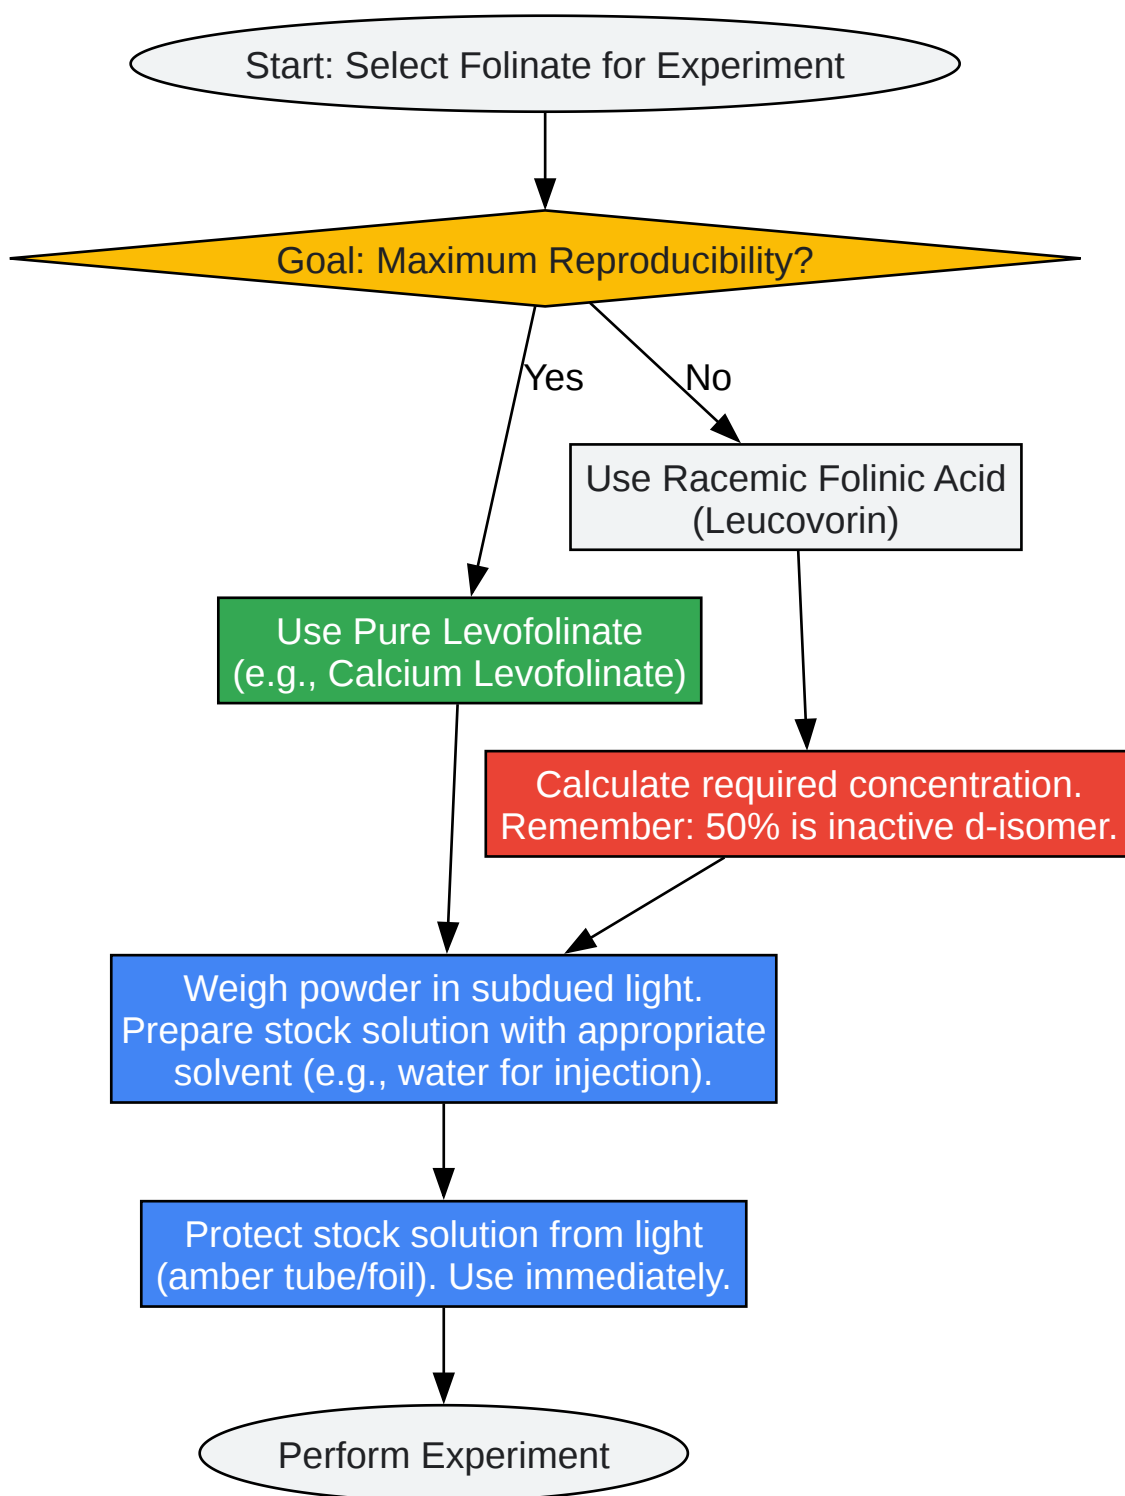 Start: Select Folinate for Experiment
Goal: Maximum Reproducibility?
Yes
No
Use Racemic Folinic Acid
(Leucovorin)
Use Pure Levofolinate
(e.g., Calcium Levofolinate)
Calculate required concentration.
Remember: 50% is inactive d-isomer.
Weigh powder in subdued light.
Prepare stock solution with appropriate
solvent (e.g., water for injection).
Protect stock solution from light
(amber tube/foil). Use immediately.
Perform Experiment